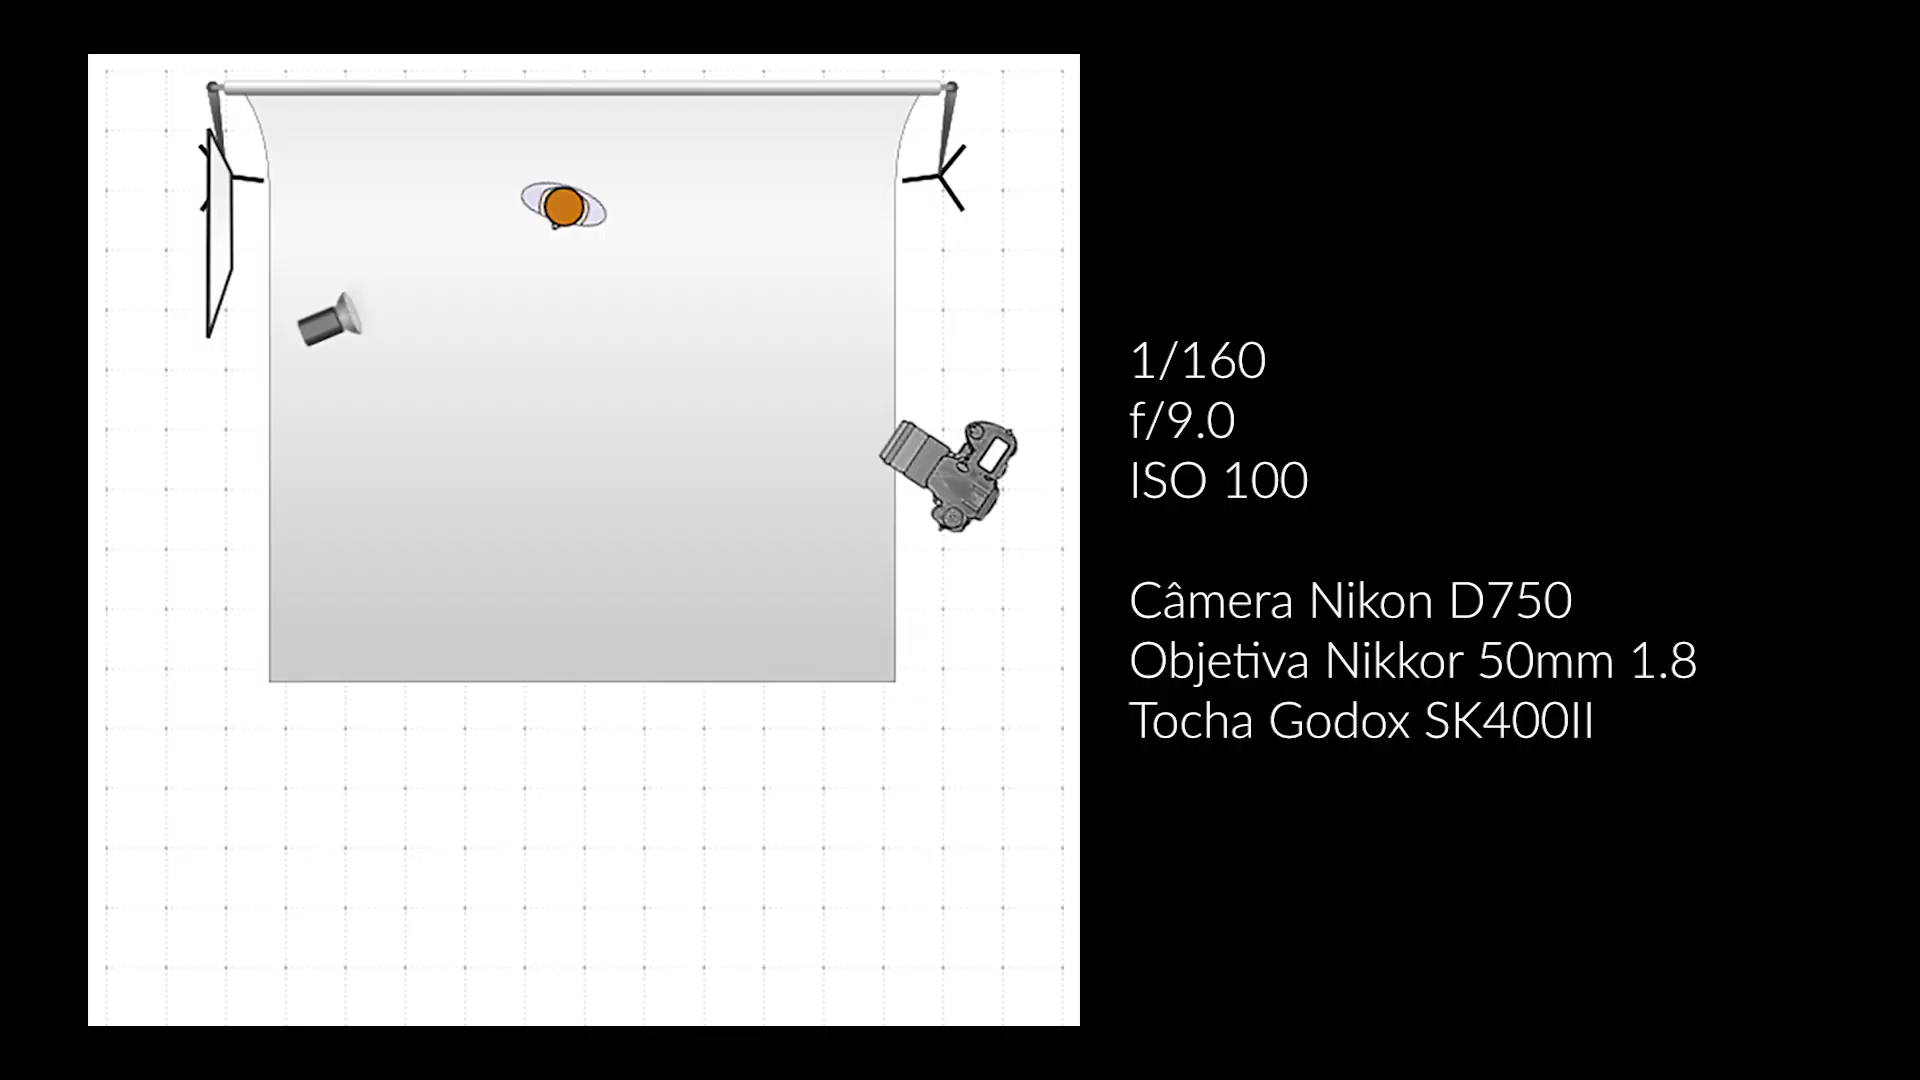 1/160
f/9.0
ISO 100
Câmera Nikon D750
Objetiva Nikkor 50mm 1.8
Tocha Godox SK400II